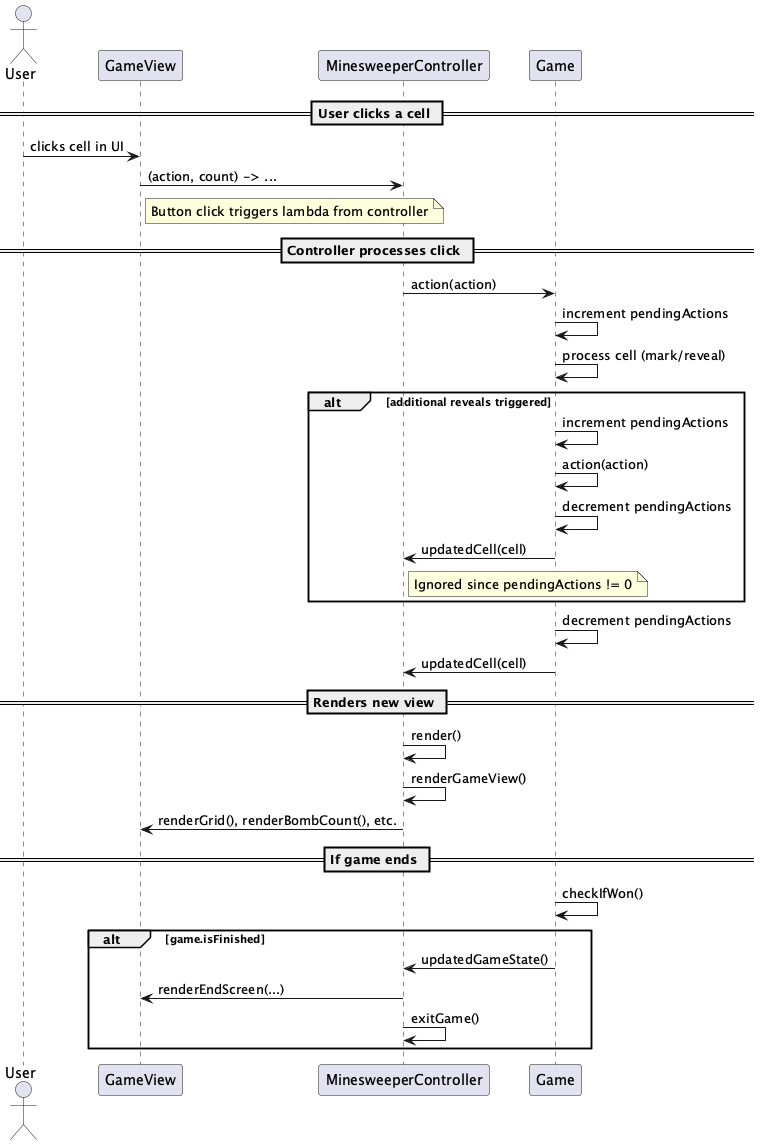 User
GameView
MinesweeperController
Game
User clicks a cell
clicks cell in UI
(action, count) -> ...
Button click triggers lambda from controller
Controller processes click
action(action)
increment pendingActions
process cell (mark/reveal)
alt
[additional reveals triggered]
increment pendingActions
action(action)
decrement pendingActions
updatedCell(cell)
Ignored since pendingActions != 0
decrement pendingActions
updatedCell(cell)
Renders new view
render()
renderGameView()
renderGrid(), renderBombCount(), etc.
If game ends
checkIfWon()
alt
[game.isFinished]
updatedGameState()
renderEndScreen(...)
exitGame()
User
GameView
MinesweeperController
Game